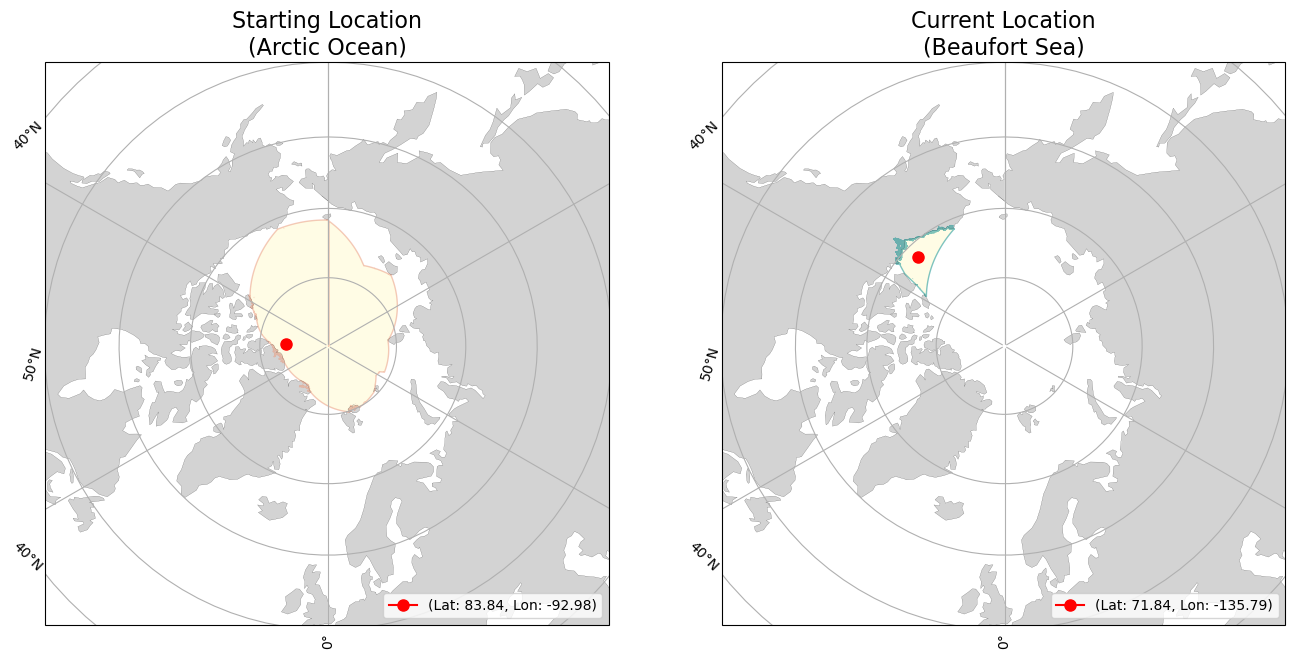 Starting Location
(Arctic Ocean)
40°N
50°N
40°N
0°
(Lat: 83.84, Lon: -92.98)
Current Location
(Beaufort Sea)
40°N
50°N
40°N
0°
(Lat: 71.84, Lon: -135.79)